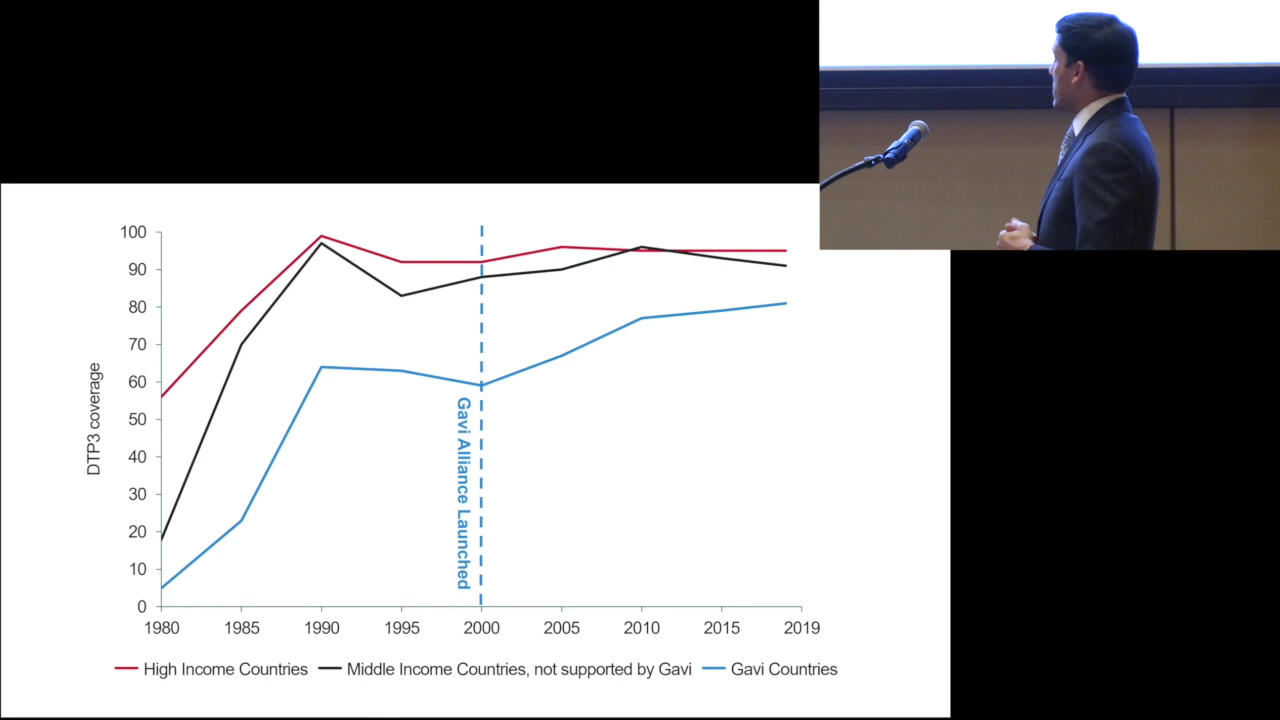 100
90
80
70
60
50
40
30
20
10
0
DTP3 coverage
Gavi Alliance Launched
1980 1985 1990 1995 2000 2005 2010 2015 2019
High Income Countries Middle Income Countries, not supported by Gavi Gavi Countries